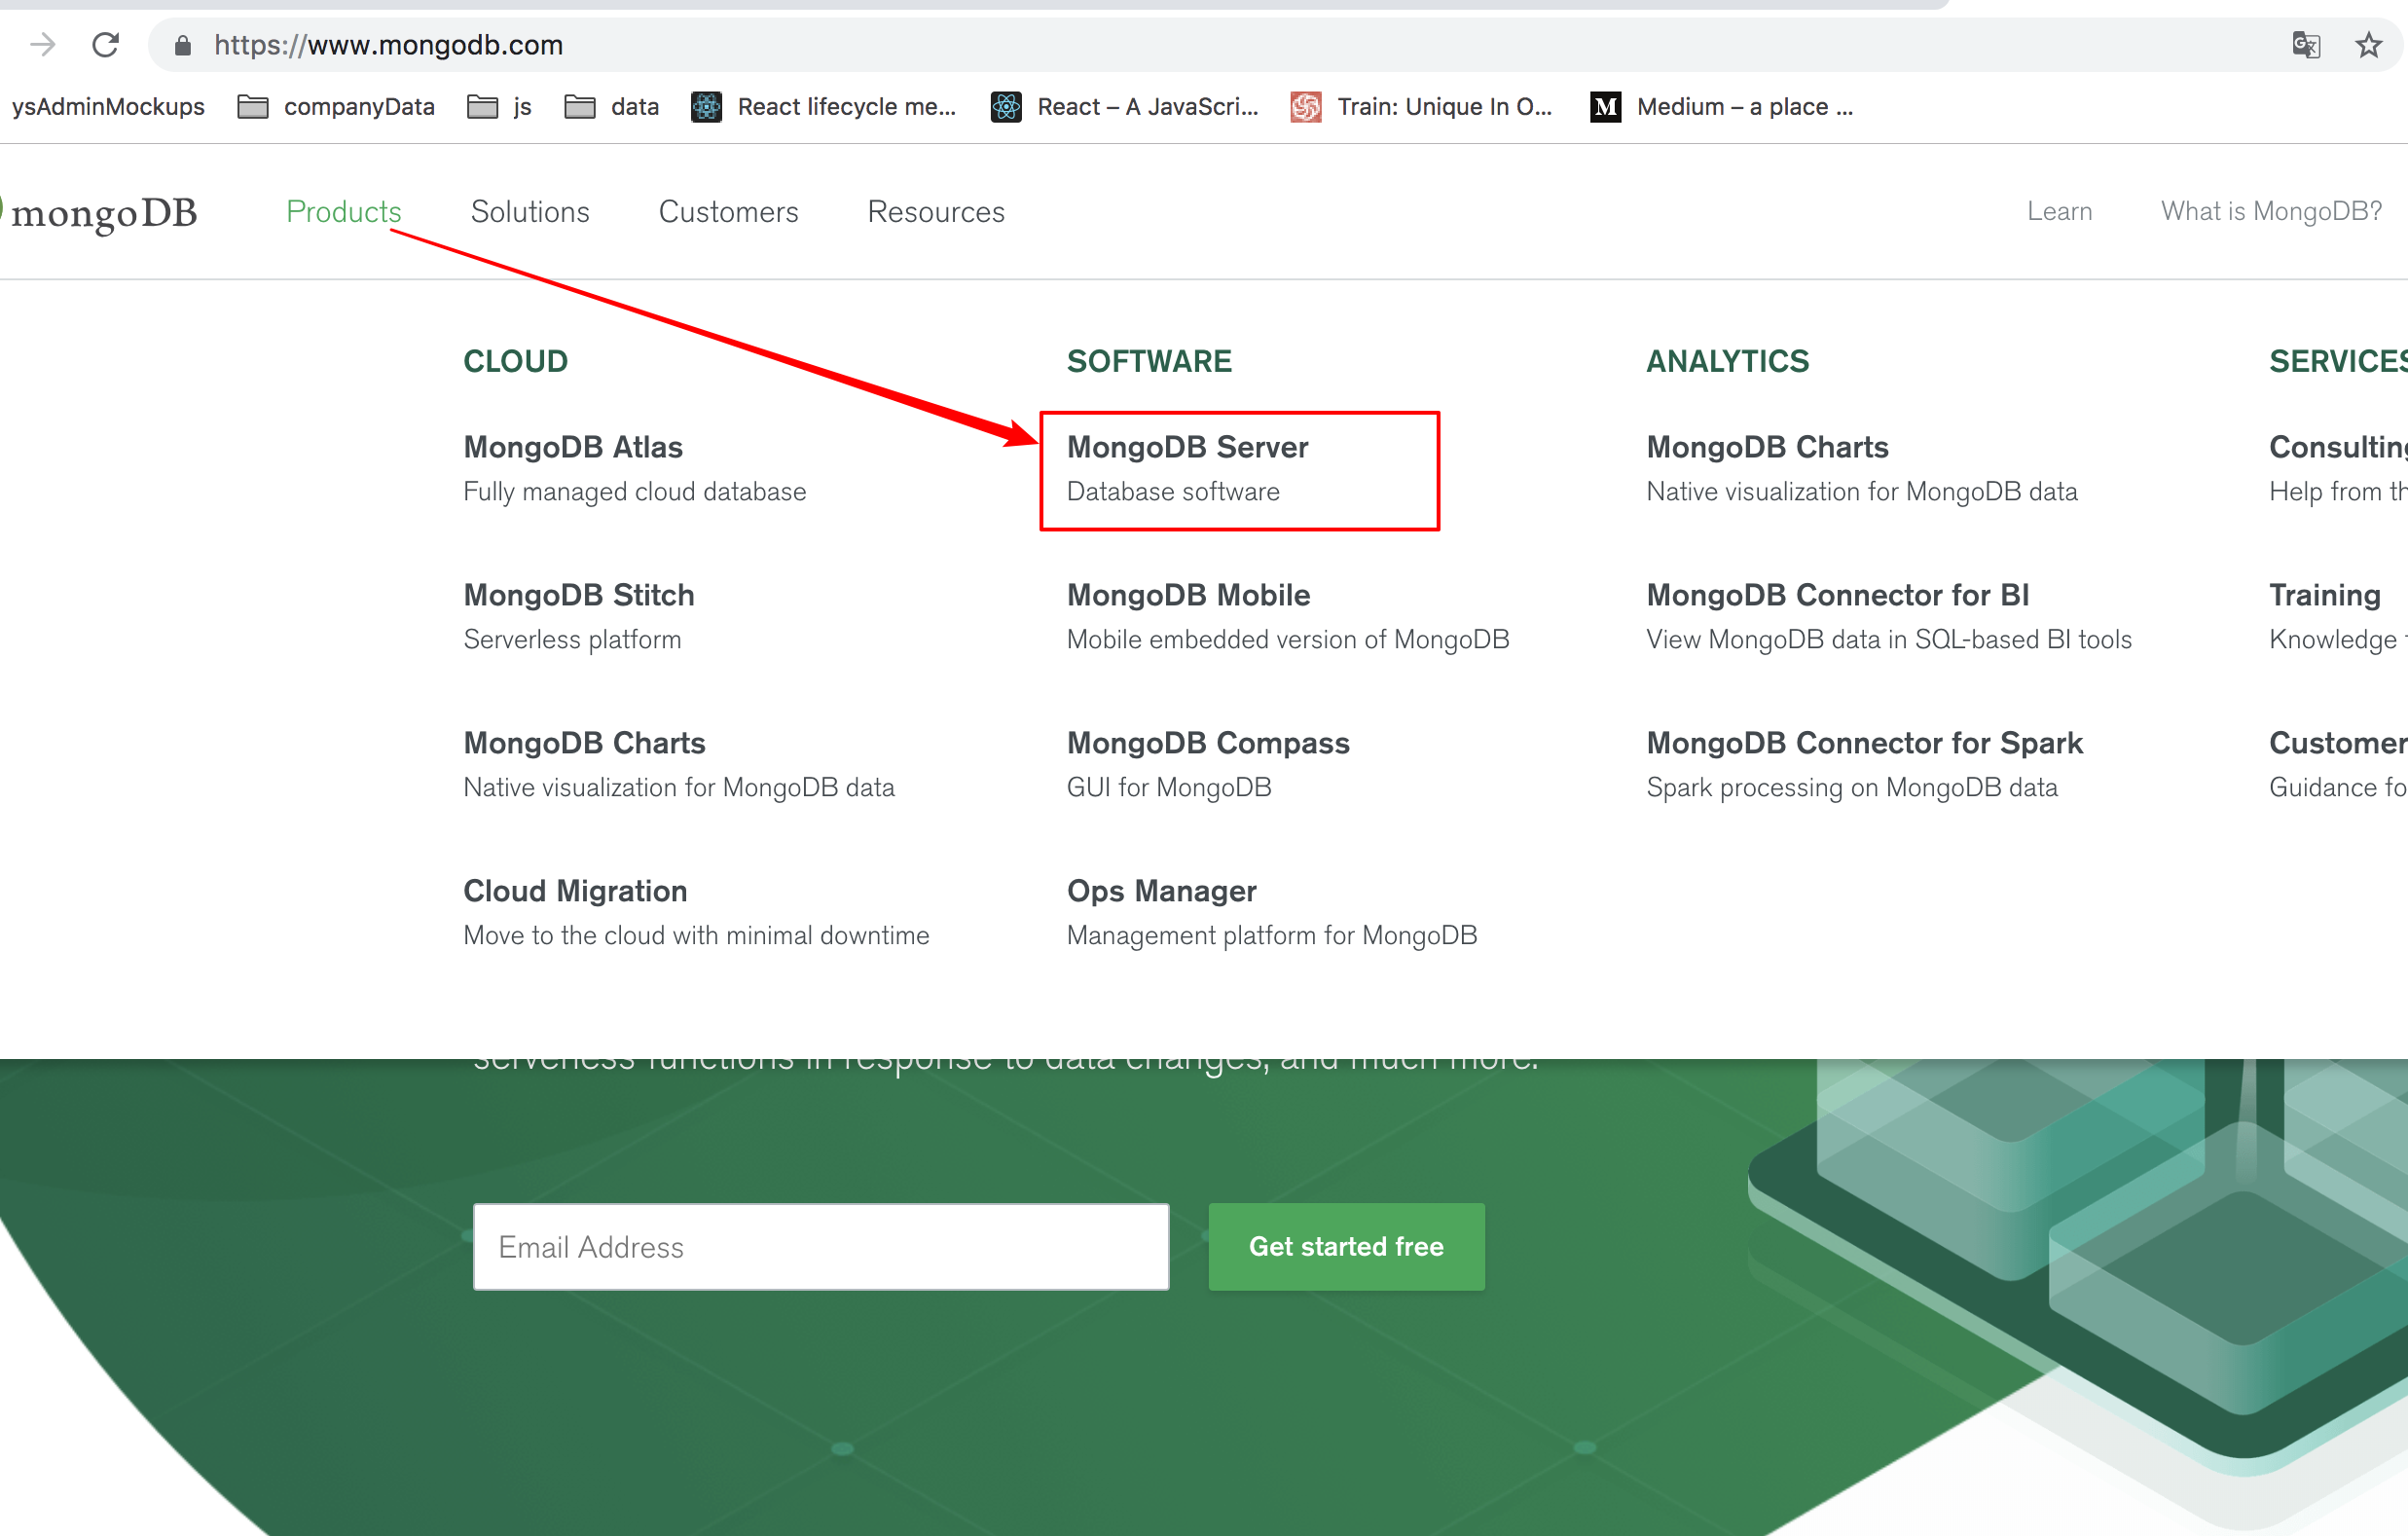 https://www.mongodb.com
ysAdminMockups companyData js data React lifecycle me... React – A JavaScri... Train: Unique In O... Medium – a place ...
mongoDB Products Solutions Customers Resources Learn What is MongoDB?
CLOUD SOFTWARE ANALYTICS SERVICES
MongoDB Atlas MongoDB Server MongoDB Charts Consulting
Fully managed cloud database Database software Native visualization for MongoDB data Help from
MongoDB Stitch MongoDB Mobile MongoDB Connector for BI Training
Serverless platform Mobile embedded version of MongoDB View MongoDB data in SQL-based BI tools Knowledge
MongoDB Charts MongoDB Compass MongoDB Connector for Spark Customer
Native visualization for MongoDB data GUI for MongoDB Spark processing on MongoDB data Guidance
Cloud Migration Ops Manager
Move to the cloud with minimal downtime Management platform for MongoDB
serverless functions in response to data changes, and much more.
Email Address Get started free